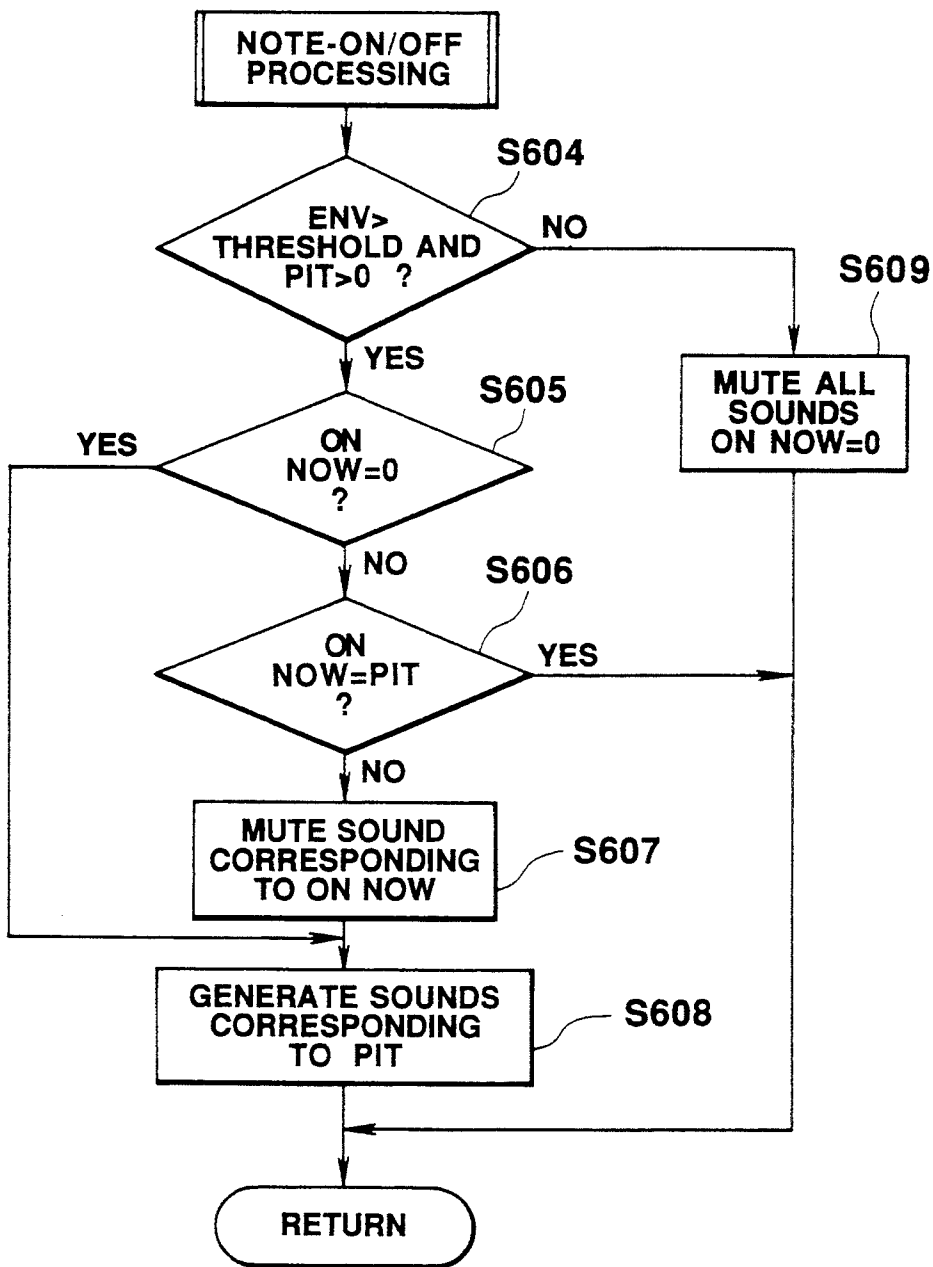 NOTE-ON/OFF
PROCESSING
S604
ENV>
THRESHOLD AND
PIT>0 ?
NO
S609
YES
MUTE ALL
SOUNDS
ON NOW=0
S605
YES
ON
NOW=0
?
NO
S606
ON
NOW=PIT
?
YES
NO
MUTE SOUND
CORRESPONDING
TO ON NOW
S607
GENERATE SOUNDS
CORRESPONDING
TO PIT
S608
RETURN